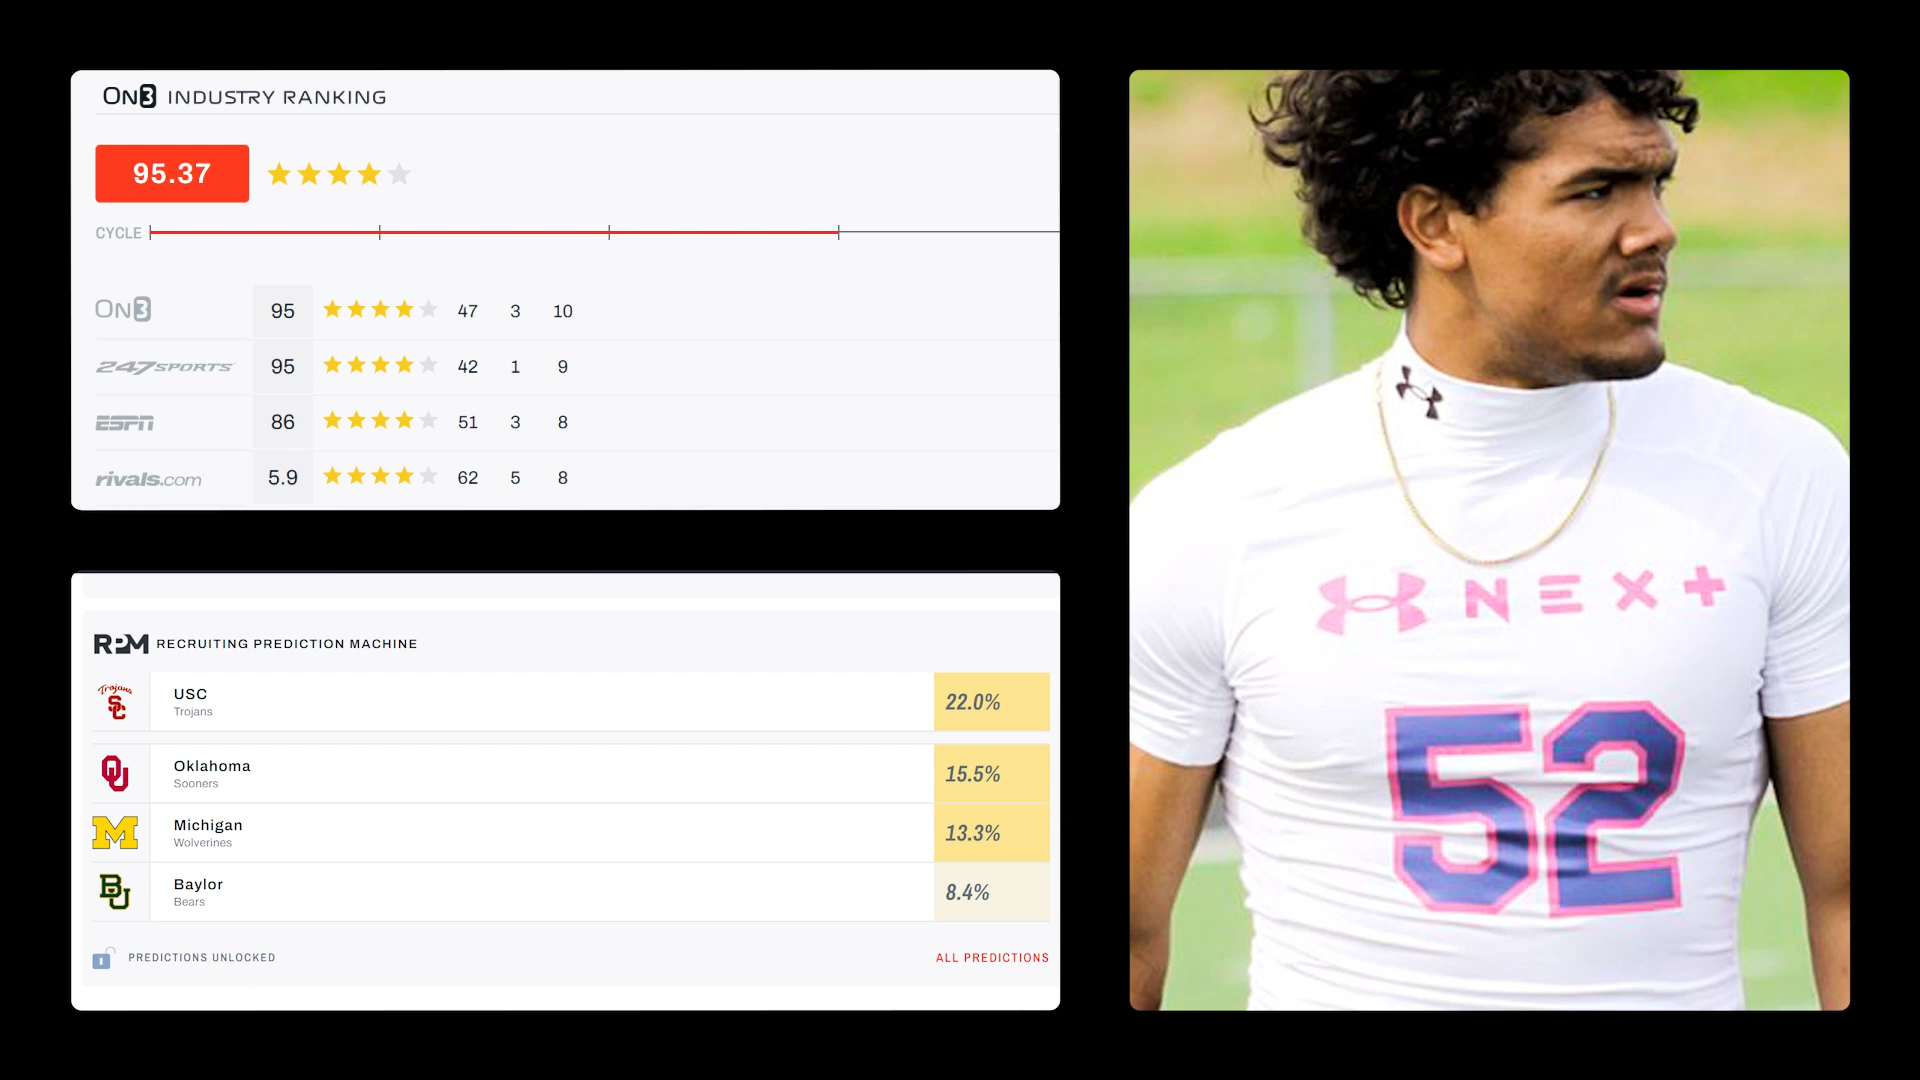 ON3 INDUSTRY RANKING
95.37
CYCLE
ON3 95 47 3 10
247SPORTS 95 42 1 9
ESPN 86 51 3 8
rivals.com 5.9 62 5 8
RPM RECRUITING PREDICTION MACHINE
Trojans SC USC 22.0%
Trojans
OU Oklahoma 15.5%
Sooners
M Michigan 13.3%
Wolverines
BU Baylor 8.4%
Bears
PREDICTIONS UNLOCKED ALL PREDICTIONS
NEXT
52